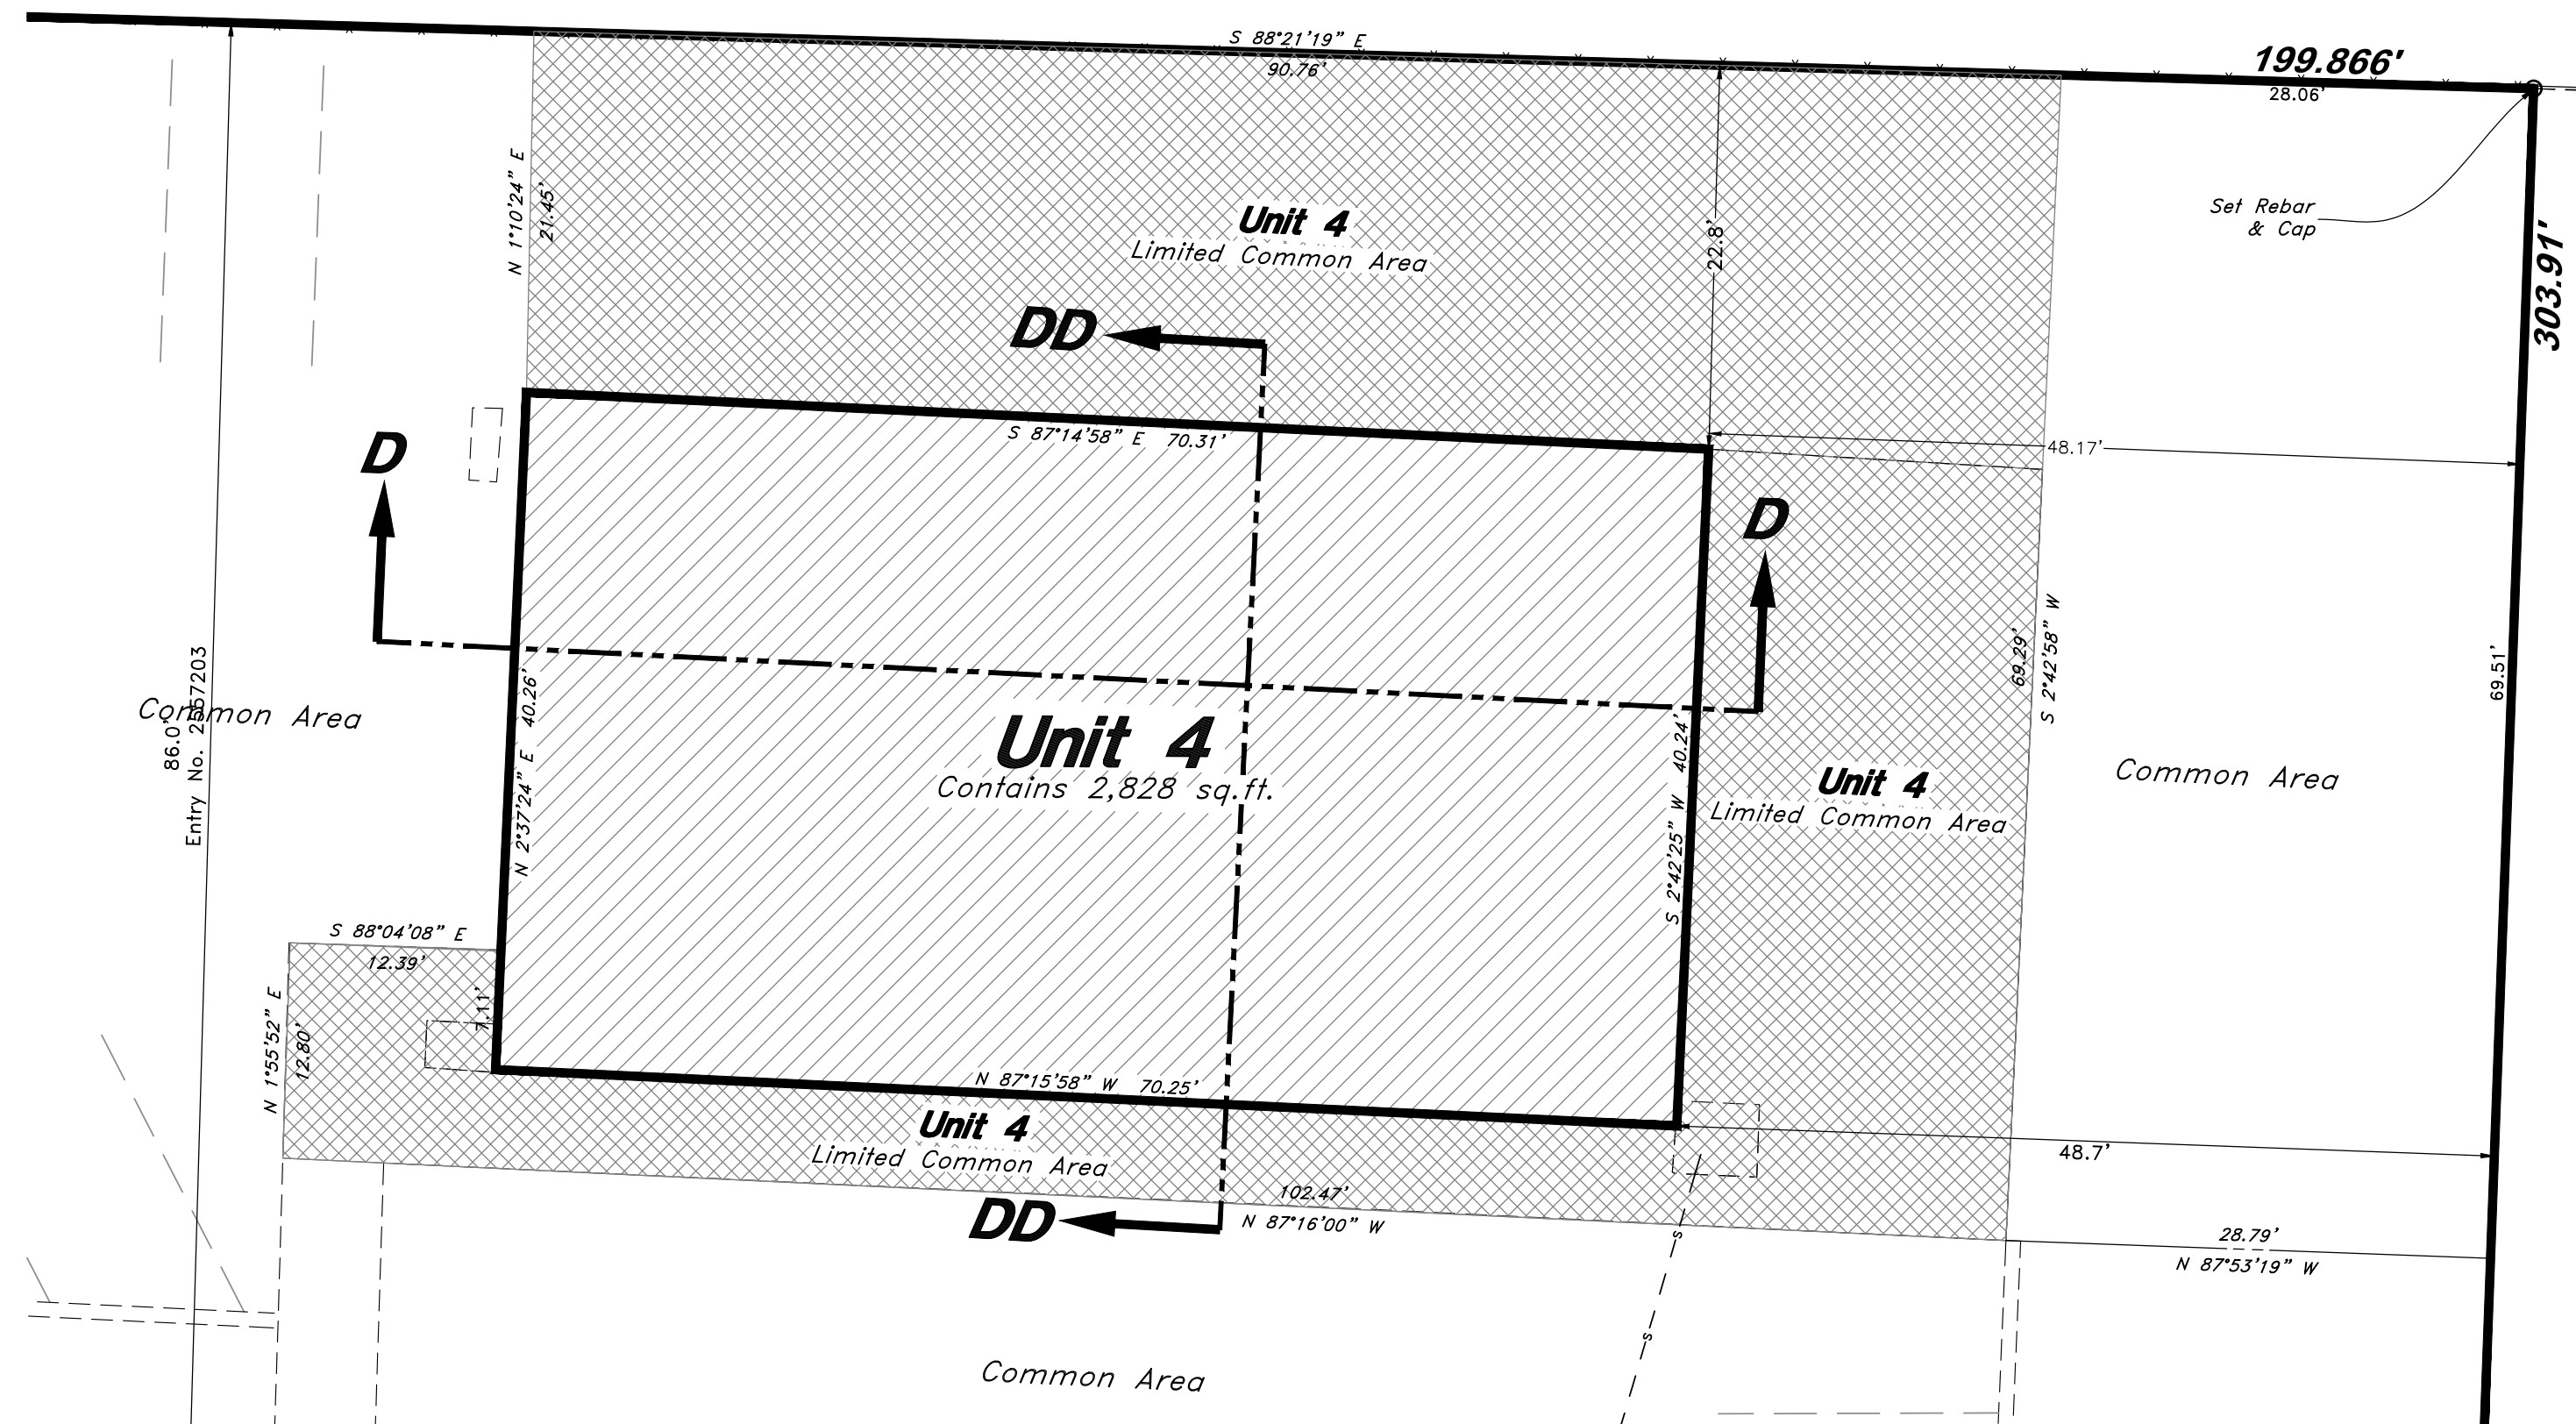 S 88°21'19" E
90.76'
199.866'
28.06'
Set Rebar
& Cap
303.91'
N 1°10'24" E
21.45'
Unit 4
Limited Common Area
22.8'
DD
S 87°14'58" E 70.31'
48.17'
D
D
N 2°37'24" E 40.26'
S 2°42'25" W 40.24'
69.29'
S 2°42'58" W
69.51'
Common Area
86.0'
Entry No. 2557203
Unit 4
Contains 2,828 sq.ft.
Unit 4
Limited Common Area
Common Area
S 88°04'08" E
12.39'
7.11'
N 1°55'52" E
12.80'
N 87°15'58" W 70.25'
Unit 4
Limited Common Area
48.7'
102.47'
N 87°16'00" W
DD
28.79'
N 87°53'19" W
s
s
Common Area